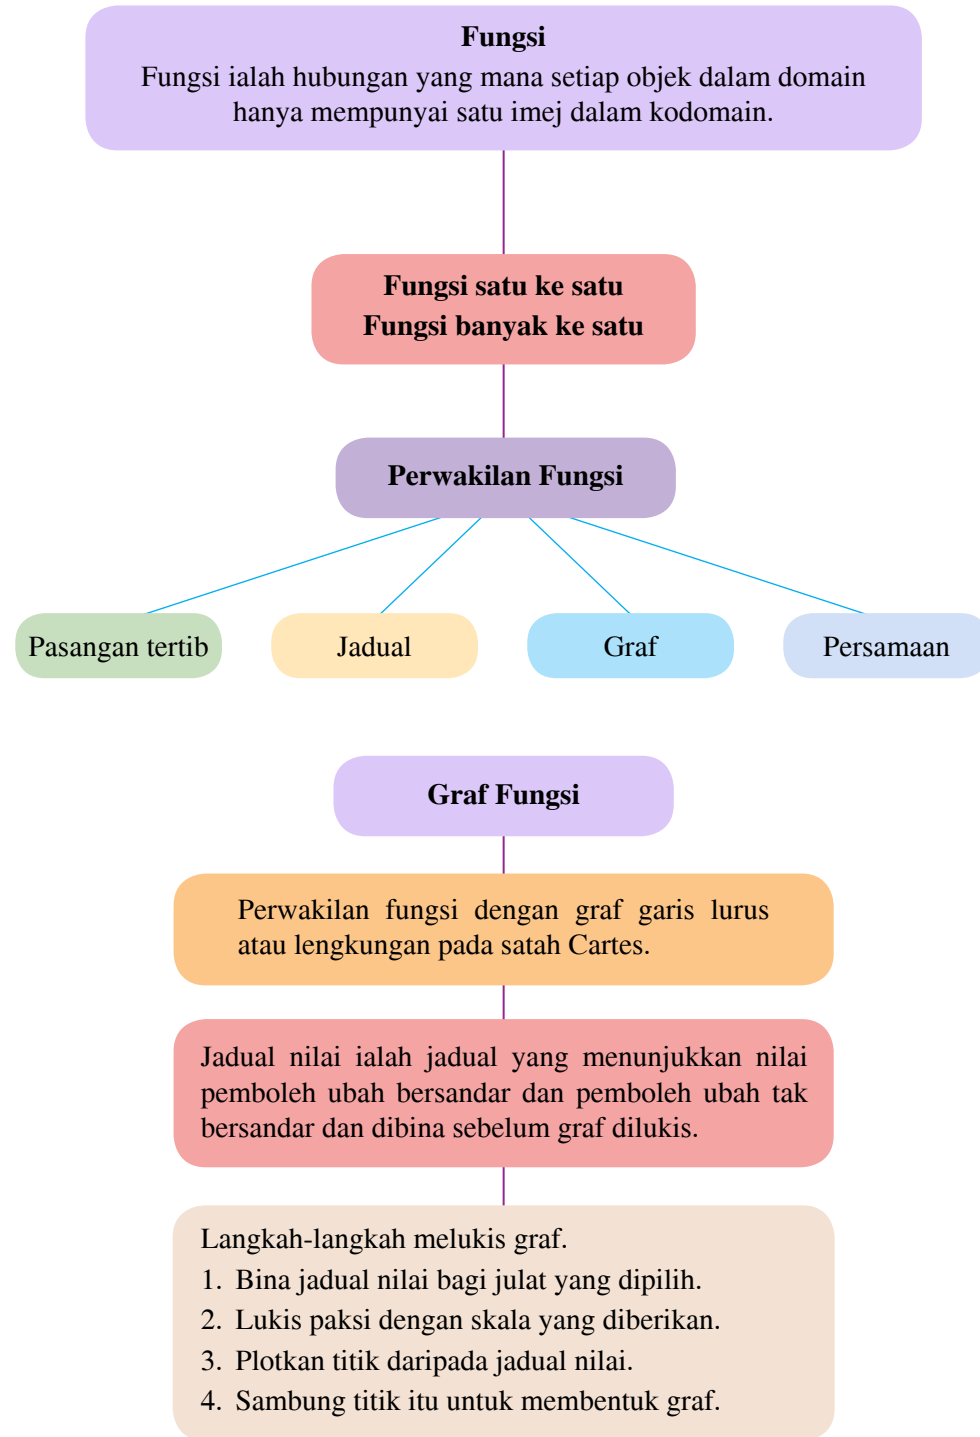 Fungsi
Fungsi ialah hubungan yang mana setiap objek dalam domain
hanya mempunyai satu imej dalam kodomain.
Fungsi satu ke satu
Fungsi banyak ke satu
Perwakilan Fungsi
Pasangan tertib
Jadual
Graf
Persamaan
Graf Fungsi
Perwakilan fungsi dengan graf garis lurus
atau lengkungan pada satah Cartes.
Jadual nilai ialah jadual yang menunjukkan nilai
pemboleh ubah bersandar dan pemboleh ubah tak
bersandar dan dibina sebelum graf dilukis.
Langkah-langkah melukis graf.
1. Bina jadual nilai bagi julat yang dipilih.
2. Lukis paksi dengan skala yang diberikan.
3. Plotkan titik daripada jadual nilai.
4. Sambung titik itu untuk membentuk graf.